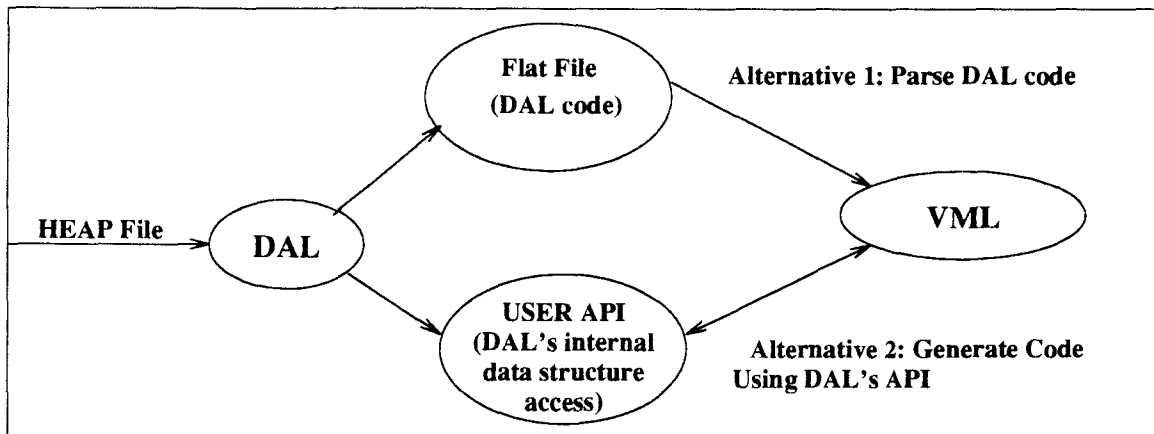 Flat File
(DAL code)
Alternative 1: Parse DAL code
HEAP File
DAL
VML
USER API
(DAL's internal
data structure
access)
Alternative 2: Generate Code
Using DAL's API